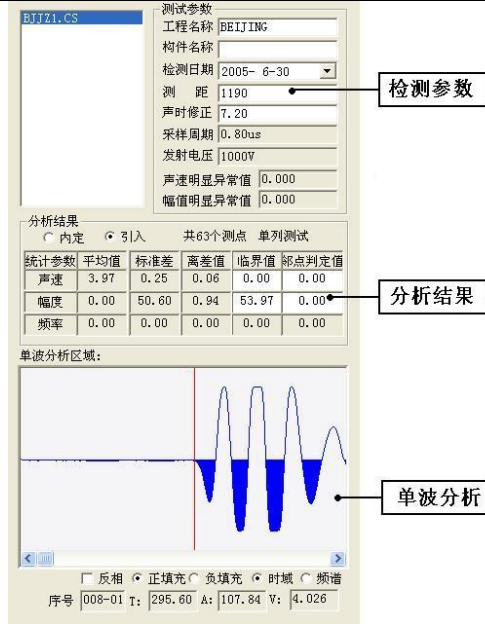 BJJZ1.CS
测试参数
工程名称 BEIJING
构件名称
检测日期 2005- 6-30
测 距 1190
声时修正 7.20
采样周期 0.80us
发射电压 1000V
声速明显异常值 0.000
幅值明显异常值 0.000
检测参数
分析结果
内定 引入 共63个测点 单列测试
统计参数 平均值 标准差 离差值 临界值 邻点判定值
声速 3.97 0.25 0.06 0.00 0.00
幅度 0.00 50.60 0.94 53.97 0.00
频率 0.00 0.00 0.00 0.00 0.00
分析结果
单波分析区域:
单波分析
反相 正填充 负填充 时域 频谱
序号 008-01 T: 295.60 A: 107.84 V: 4.026